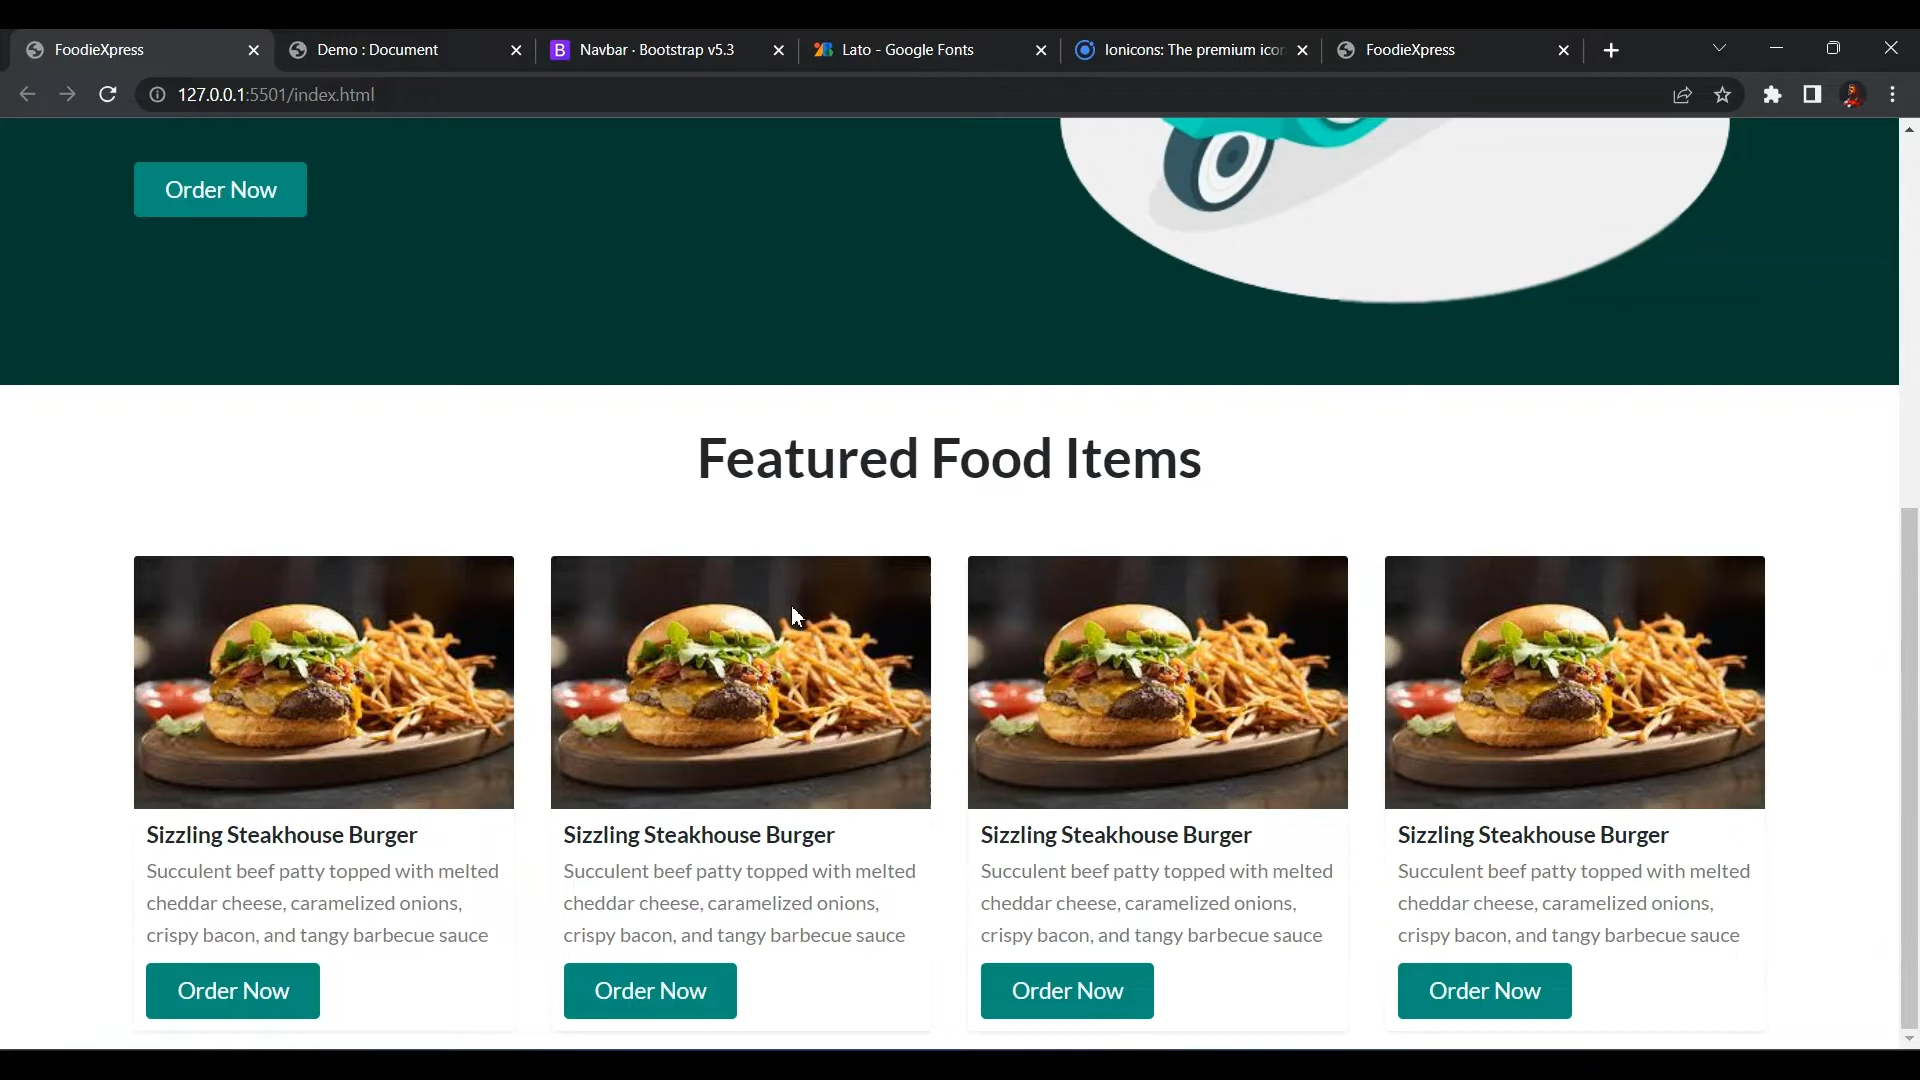 FoodieXpress
Demo : Document
Navbar · Bootstrap v5.3
Lato - Google Fonts
Ionicons: The premium icon
FoodieXpress
127.0.0.1:5501/index.html
Order Now
Featured Food Items
Sizzling Steakhouse Burger
Succulent beef patty topped with melted
cheddar cheese, caramelized onions,
crispy bacon, and tangy barbecue sauce
Order Now
Sizzling Steakhouse Burger
Succulent beef patty topped with melted
cheddar cheese, caramelized onions,
crispy bacon, and tangy barbecue sauce
Order Now
Sizzling Steakhouse Burger
Succulent beef patty topped with melted
cheddar cheese, caramelized onions,
crispy bacon, and tangy barbecue sauce
Order Now
Sizzling Steakhouse Burger
Succulent beef patty topped with melted
cheddar cheese, caramelized onions,
crispy bacon, and tangy barbecue sauce
Order Now